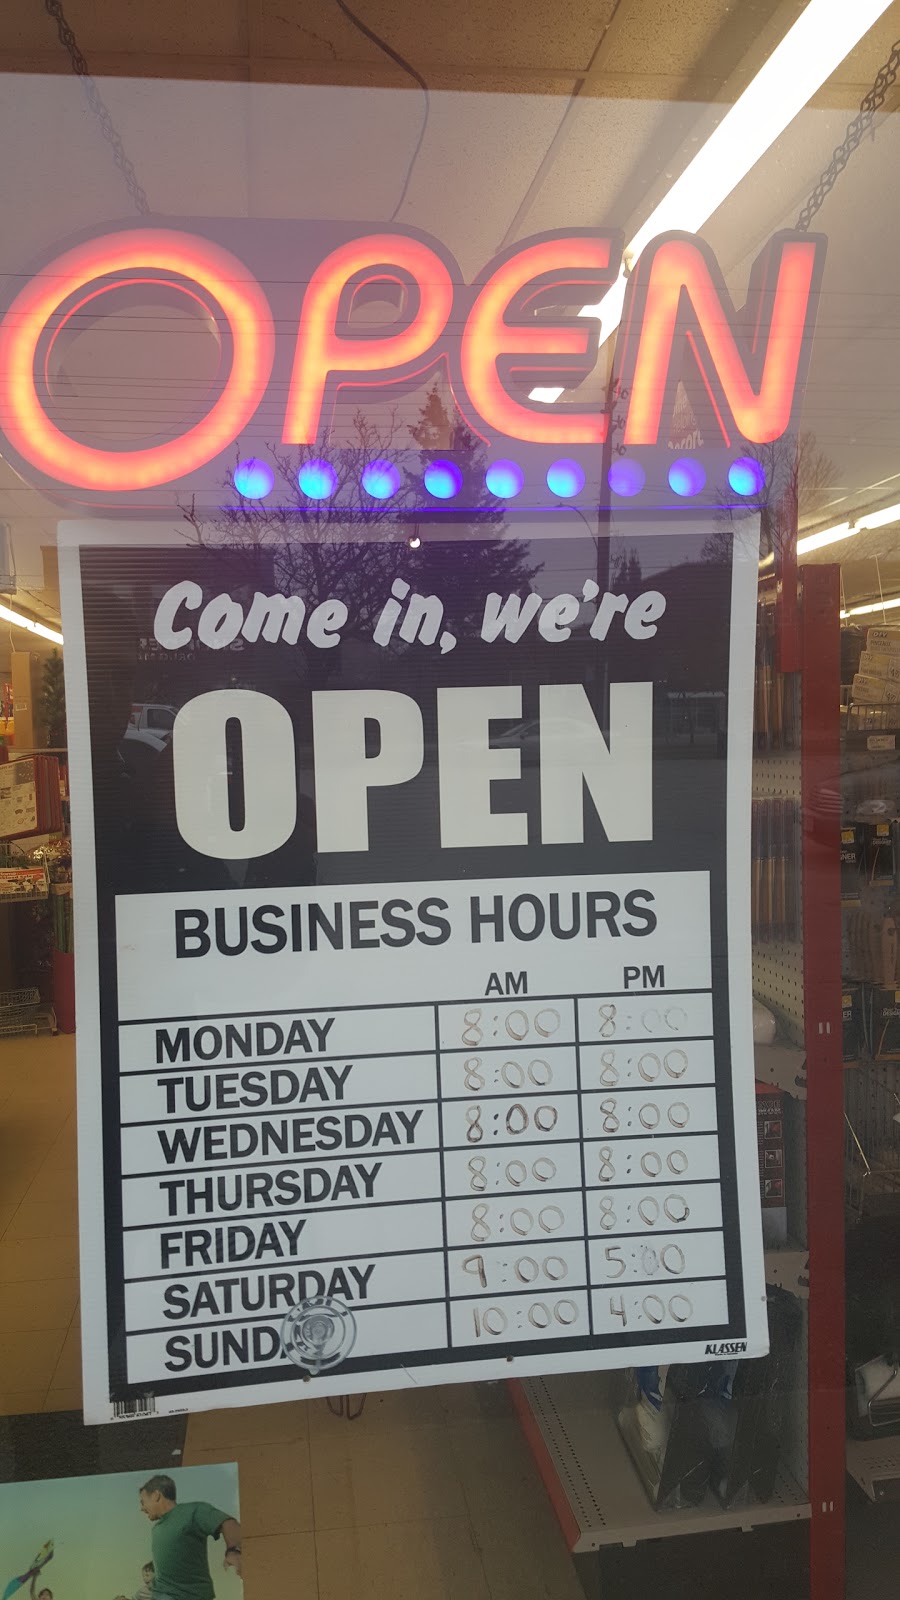 OPEN
Come in, we're
OPEN
BUSINESS HOURS
AM PM
MONDAY 8:00 8:00
TUESDAY 8:00 8:00
WEDNESDAY 8:00 8:00
THURSDAY 8:00 8:00
FRIDAY 8:00 8:00
SATURDAY 9:00 5:00
SUNDA 10:00 4:00
KLASSEN